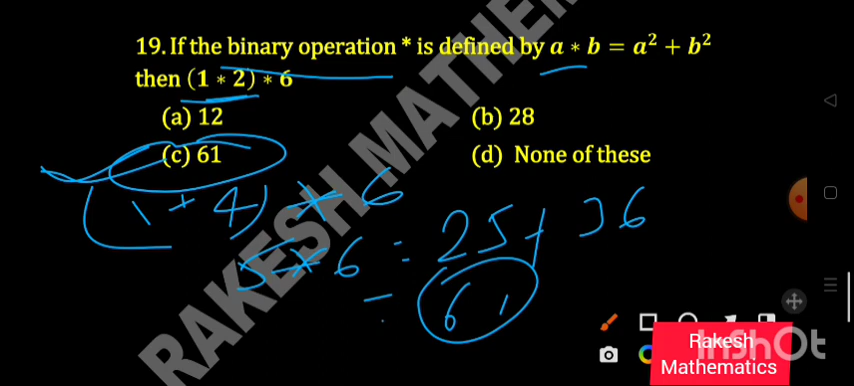 19. If the binary operation * is defined by a * b = a² + b²
then (1 * 2) * 6
(a) 12
(b) 28
(c) 61
(d) None of these
(1 + 4) * 6
5 * 6 = 25 + 36
= 61
RAKESH MATHEM
InShOt
Rakesh
Mathematics